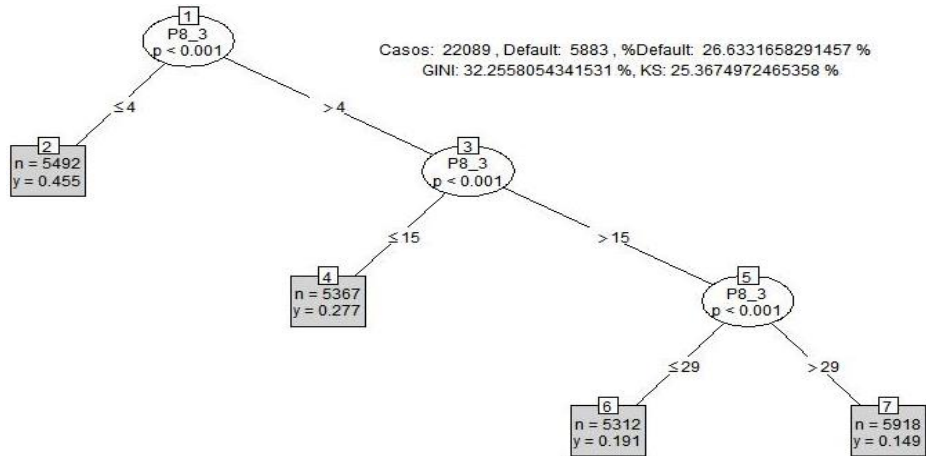 1
P8_3
p < 0.001
Casos: 22089 , Default: 5883 , %Default: 26.6331658291457 %
GINI: 32.2558054341531 %, KS: 25.3674972465358 %
≤ 4
> 4
2
n = 5492
y = 0.455
3
P8_3
p < 0.001
≤ 15
> 15
4
n = 5367
y = 0.277
5
P8_3
p < 0.001
≤ 29
> 29
6
n = 5312
y = 0.191
7
n = 5918
y = 0.149